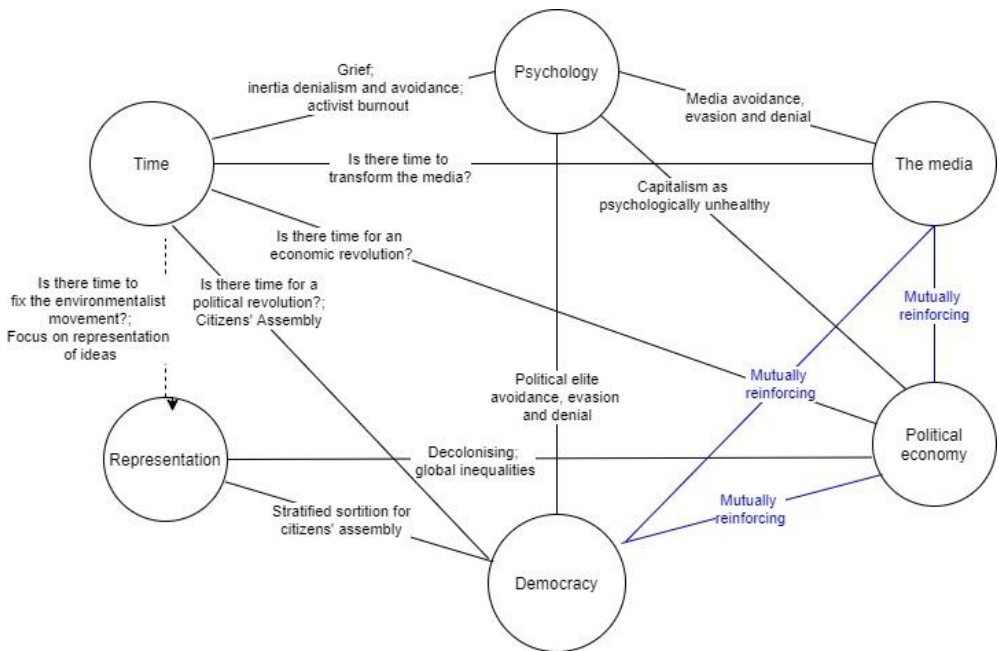 Psychology
Grief;
inertia denialism and avoidance;
activist burnout
Media avoidance,
evasion and denial
Time
The media
Is there time to
transform the media?
Capitalism as
psychologically unhealthy
Is there time for an
economic revolution?
Is there time to
fix the environmentalist
movement?;
Focus on representation
of ideas
Is there time for a
political revolution?;
Citizens' Assembly
Mutually
reinforcing
Mutually
reinforcing
Political elite
avoidance, evasion
and denial
Political
economy
Representation
Decolonising;
global inequalities
Mutually
reinforcing
Stratified sortition for
citizens' assembly
Democracy